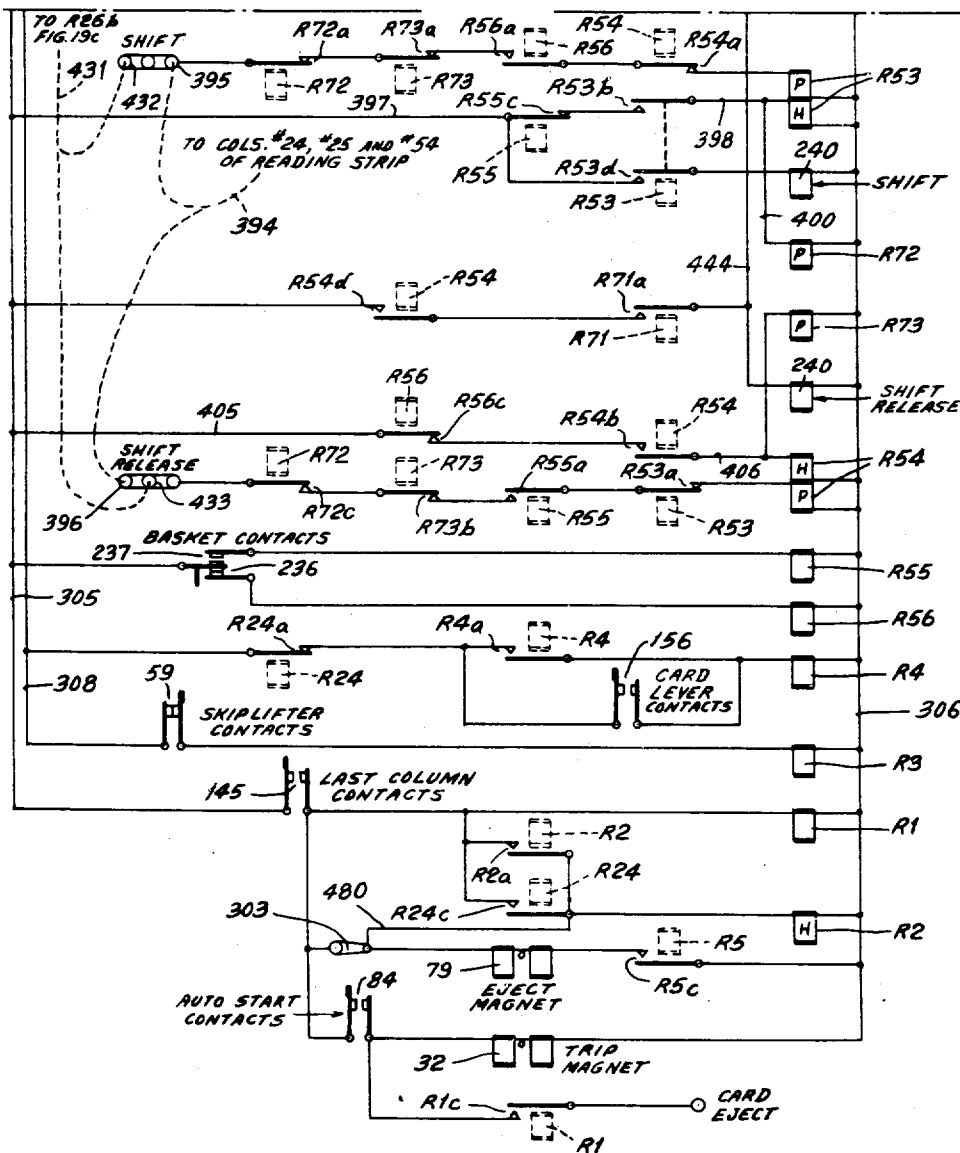 TO R26b
FIG.19c
SHIFT
R72a
R73a
R56a
R56
R54
R54a
431
432
395
R72
R73
P
R53
397
R55c
R53b
398
H
TO COLS. #24, #25 AND #54
OF READING STRIP
R55
R53d
R53
240
SHIFT
394
400
P
R72
R54d
R54
R71a
444
R71
P
R73
240
SHIFT
RELEASE
R56
405
R56c
R54b
R54
SHIFT
RELEASE
R72
R73
R55a
R53a
406
H
R54
P
396
433
R72c
R73b
R55
R53
BASKET CONTACTS
237
236
R55
305
R56
R24a
R4a
R4
156
R24
CARD
LEVER
CONTACTS
R4
308
59
306
SKIP LIFTER
CONTACTS
R3
145
LAST COLUMN
CONTACTS
R2
R1
R2a
R24
480
R24c
303
R5
H
R2
79
EJECT
MAGNET
R5c
84
AUTO START
CONTACTS
32
TRIP
MAGNET
R1c
CARD
EJECT
R1